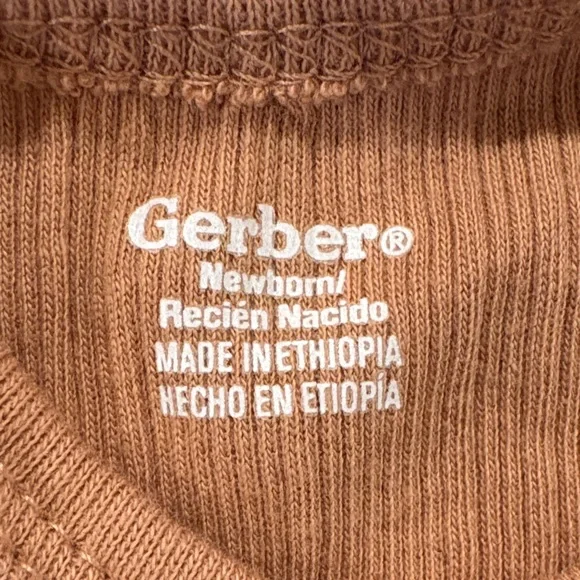 Gerber®
Newborn/
Recién Nacido
MADE IN ETHIOPIA
HECHO EN ETIOPÍA